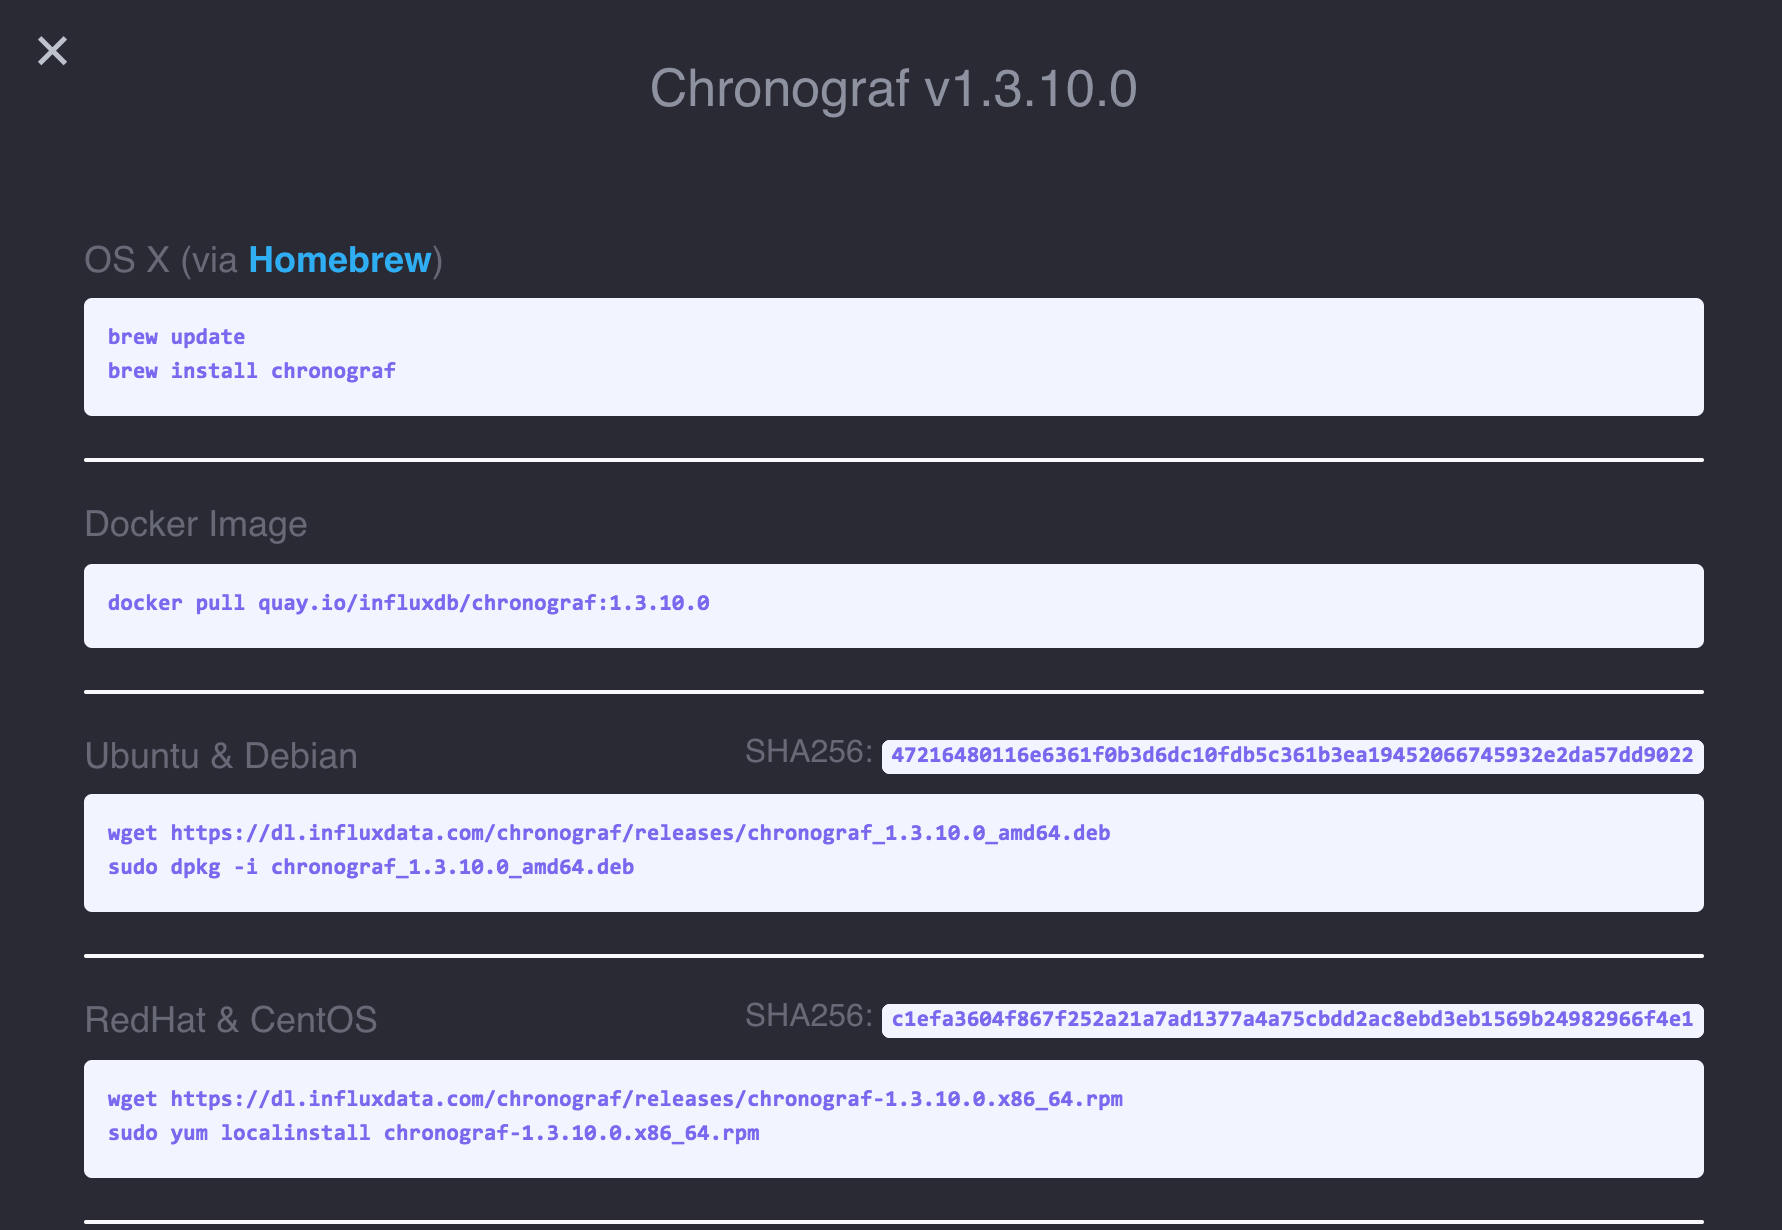 Chronograf v1.3.10.0
OS X (via Homebrew)
brew update
brew install chronograf
Docker Image
docker pull quay.io/influxdb/chronograf:1.3.10.0
Ubuntu & Debian SHA256: 47216480116e6361f0b3d6dc10fdb5c361b3ea19452066745932e2da57dd9022
wget https://dl.influxdata.com/chronograf/releases/chronograf_1.3.10.0_amd64.deb
sudo dpkg -i chronograf_1.3.10.0_amd64.deb
RedHat & CentOS SHA256: c1efa3604f867f252a21a7ad1377a4a75cbdd2ac8ebd3eb1569b24982966f4e1
wget https://dl.influxdata.com/chronograf/releases/chronograf-1.3.10.0.x86_64.rpm
sudo yum localinstall chronograf-1.3.10.0.x86_64.rpm